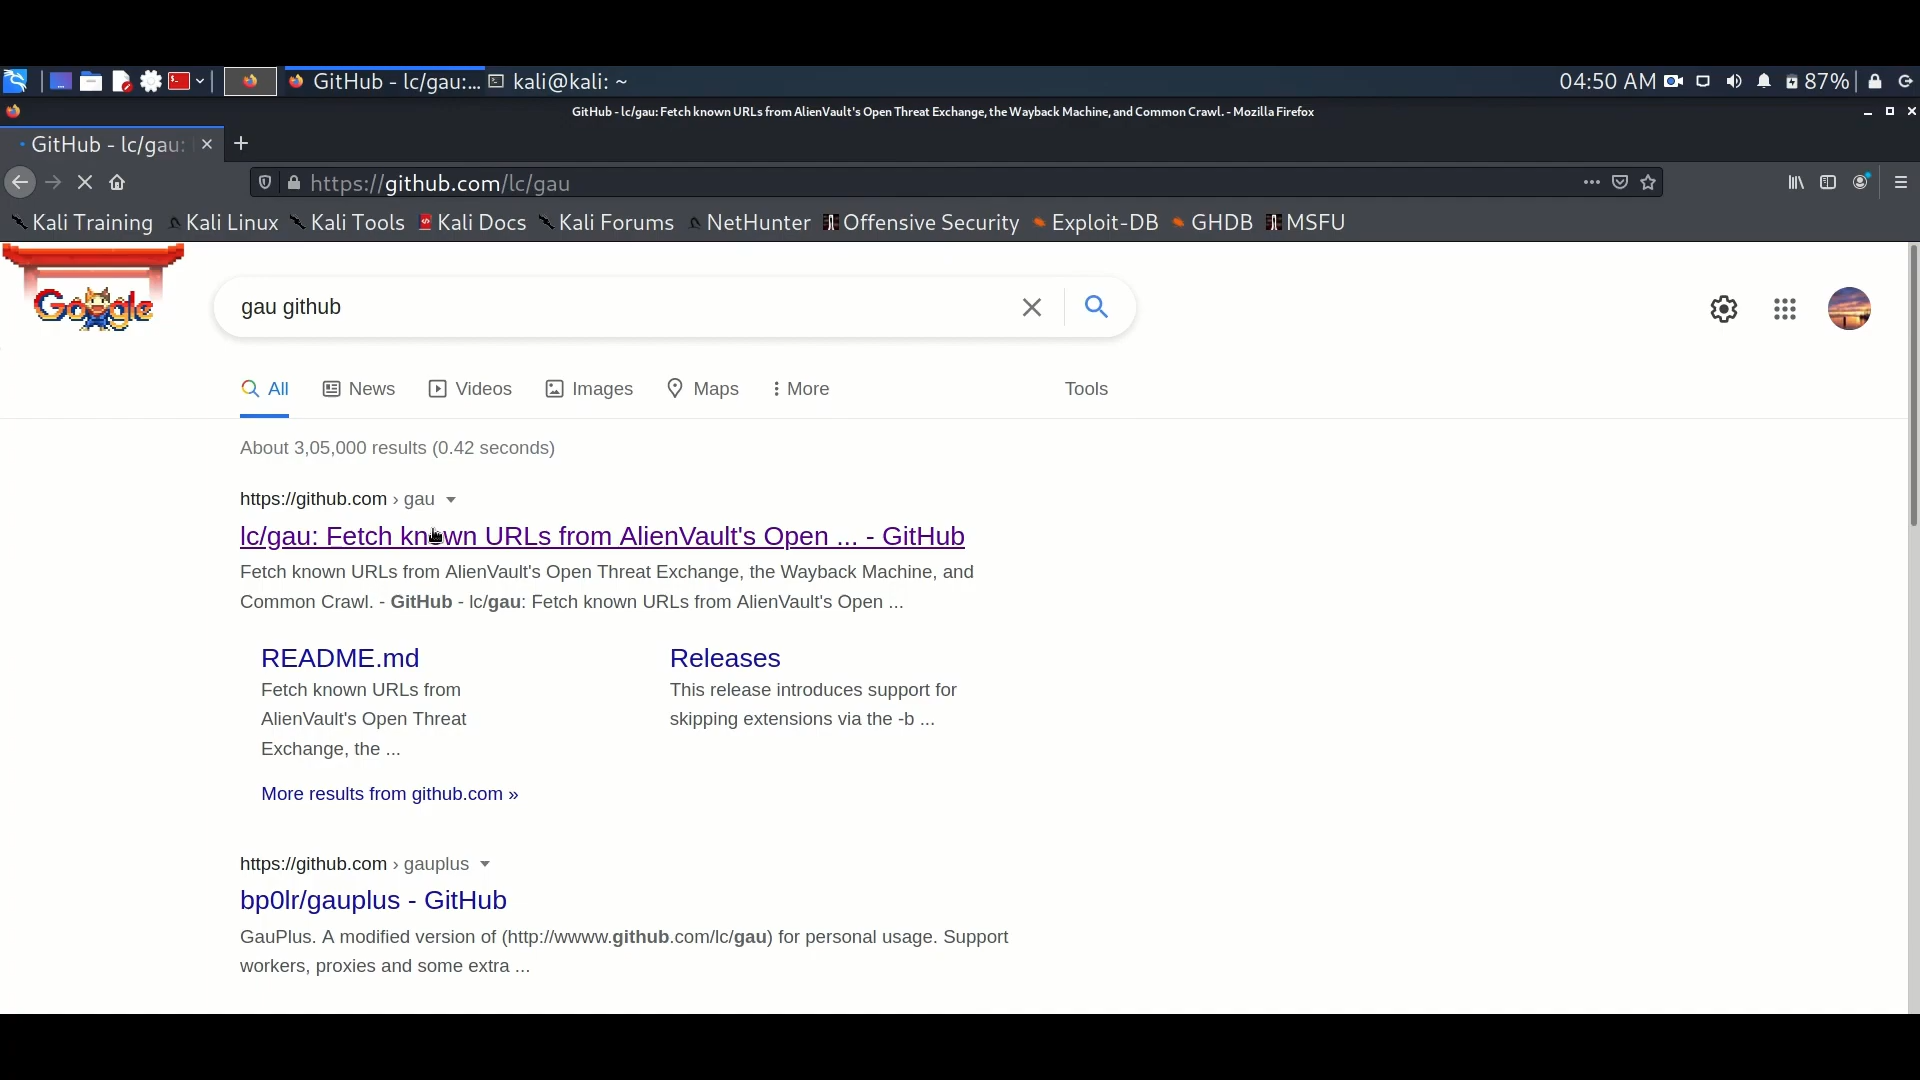 GitHub - lc/gau:... kali@kali: ~ 04:50 AM 87%
GitHub - lc/gau: Fetch known URLs from AlienVault's Open Threat Exchange, the Wayback Machine, and Common Crawl. - Mozilla Firefox
GitHub - lc/gau:
https://github.com/lc/gau
Kali Training Kali Linux Kali Tools Kali Docs Kali Forums NetHunter Offensive Security Exploit-DB GHDB MSFU
Google
gau github
All News Videos Images Maps More Tools
About 3,05,000 results (0.42 seconds)
https://github.com › gau
lc/gau: Fetch known URLs from AlienVault's Open ... - GitHub
Fetch known URLs from AlienVault's Open Threat Exchange, the Wayback Machine, and
Common Crawl. - GitHub - lc/gau: Fetch known URLs from AlienVault's Open ...
README.md Releases
Fetch known URLs from This release introduces support for
AlienVault's Open Threat skipping extensions via the -b ...
Exchange, the ...
More results from github.com »
https://github.com › gauplus
bp0lr/gauplus - GitHub
GauPlus. A modified version of (http://wwww.github.com/lc/gau) for personal usage. Support
workers, proxies and some extra ...